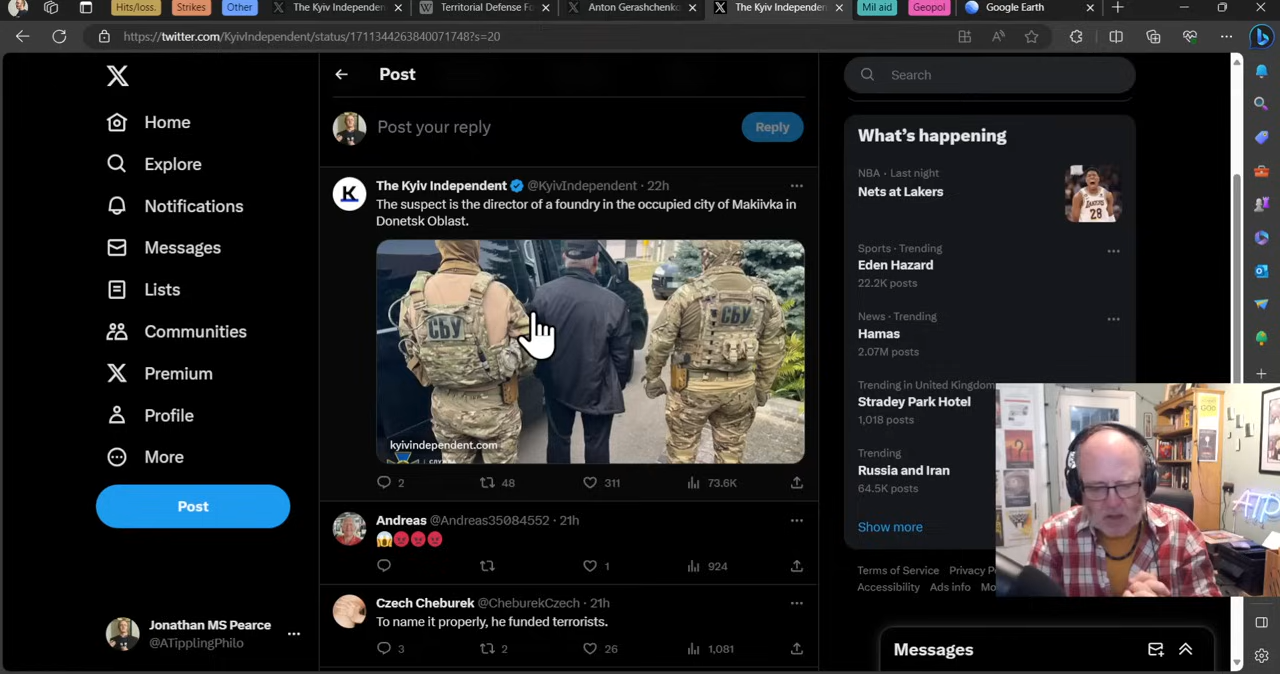 Hits/loss.
Strikes
Other
The Kyiv Independen
Territorial Defense Fo
Anton Gerashchenko
The Kyiv Independen
Mil aid
Geopol
Google Earth
https://twitter.com/KyivIndependent/status/1711344263840071748?s=20
Post
Search
Home
Explore
Notifications
Messages
Lists
Communities
Premium
Profile
More
Post
Jonathan MS Pearce
@ATipplingPhilo
Post your reply
Reply
The Kyiv Independent @KyivIndependent · 22h
The suspect is the director of a foundry in the occupied city of Makiivka in
Donetsk Oblast.
СБУ
СБУ
kyivindependent.com
2
48
311
73.6K
Andreas @Andreas35084552 · 21h
😱😡😡😡
1
924
Czech Cheburek @CheburekCzech · 21h
To name it properly, he funded terrorists.
3
2
26
1,081
What's happening
NBA · Last night
Nets at Lakers
28
Sports · Trending
Eden Hazard
22.2K posts
News · Trending
Hamas
2.07M posts
Trending in United Kingdom
Stradey Park Hotel
1,018 posts
Trending
Russia and Iran
64.5K posts
Show more
Terms of Service
Accessibility
Ads info
Messages